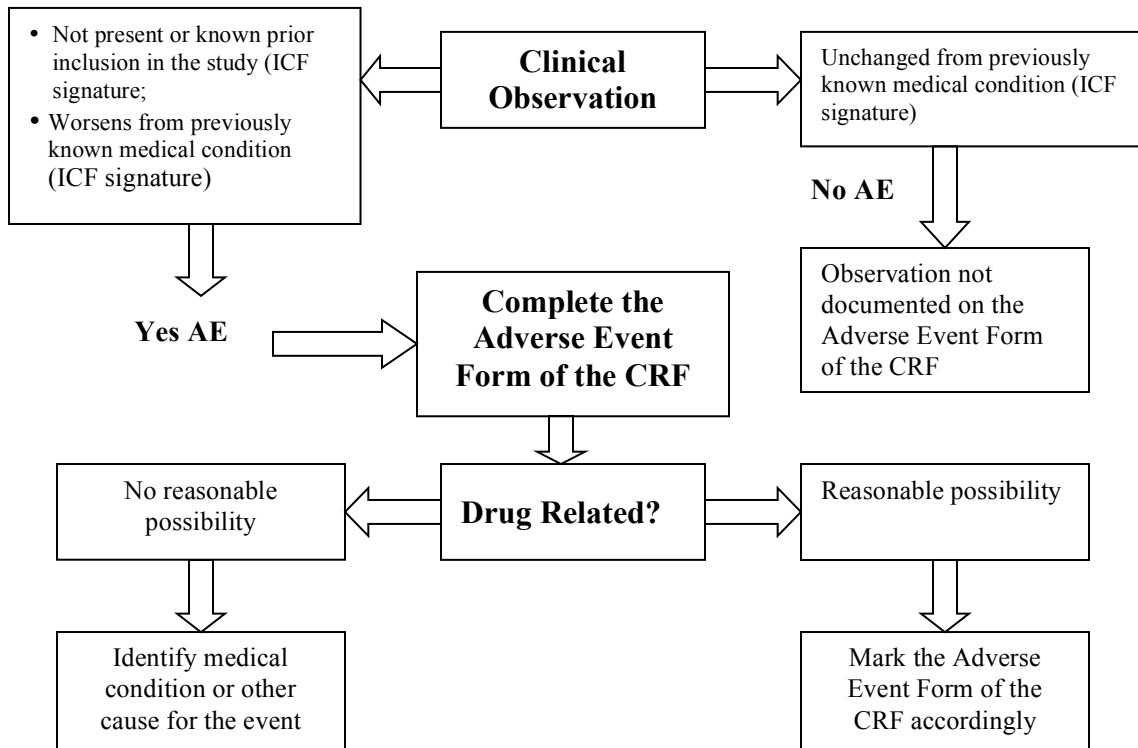 • Not present or known prior
inclusion in the study (ICF
signature;
• Worsens from previously
known medical condition
(ICF signature)
Clinical
Observation
Unchanged from previously
known medical condition (ICF
signature)
No AE
Yes AE
Complete the
Adverse Event
Form of the CRF
Observation not
documented on the
Adverse Event Form
of the CRF
No reasonable
possibility
Drug Related?
Reasonable possibility
Identify medical
condition or other
cause for the event
Mark the Adverse
Event Form of the
CRF accordingly